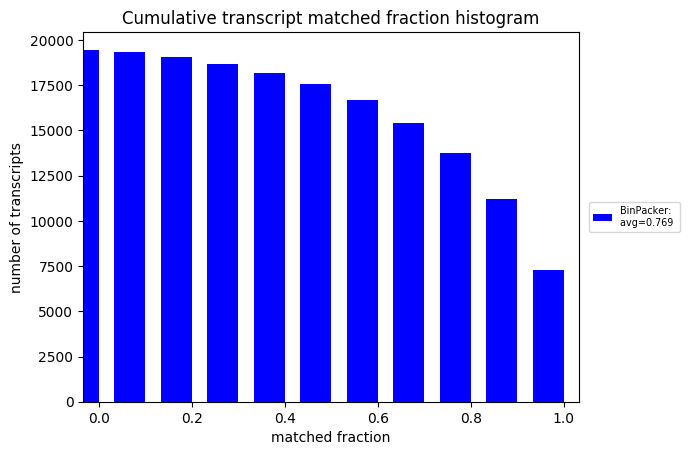 Cumulative transcript matched fraction histogram
20000
17500
15000
12500
10000
7500
5000
2500
0
number of transcripts
0.0 0.2 0.4 0.6 0.8 1.0
matched fraction
BinPacker:
avg=0.769